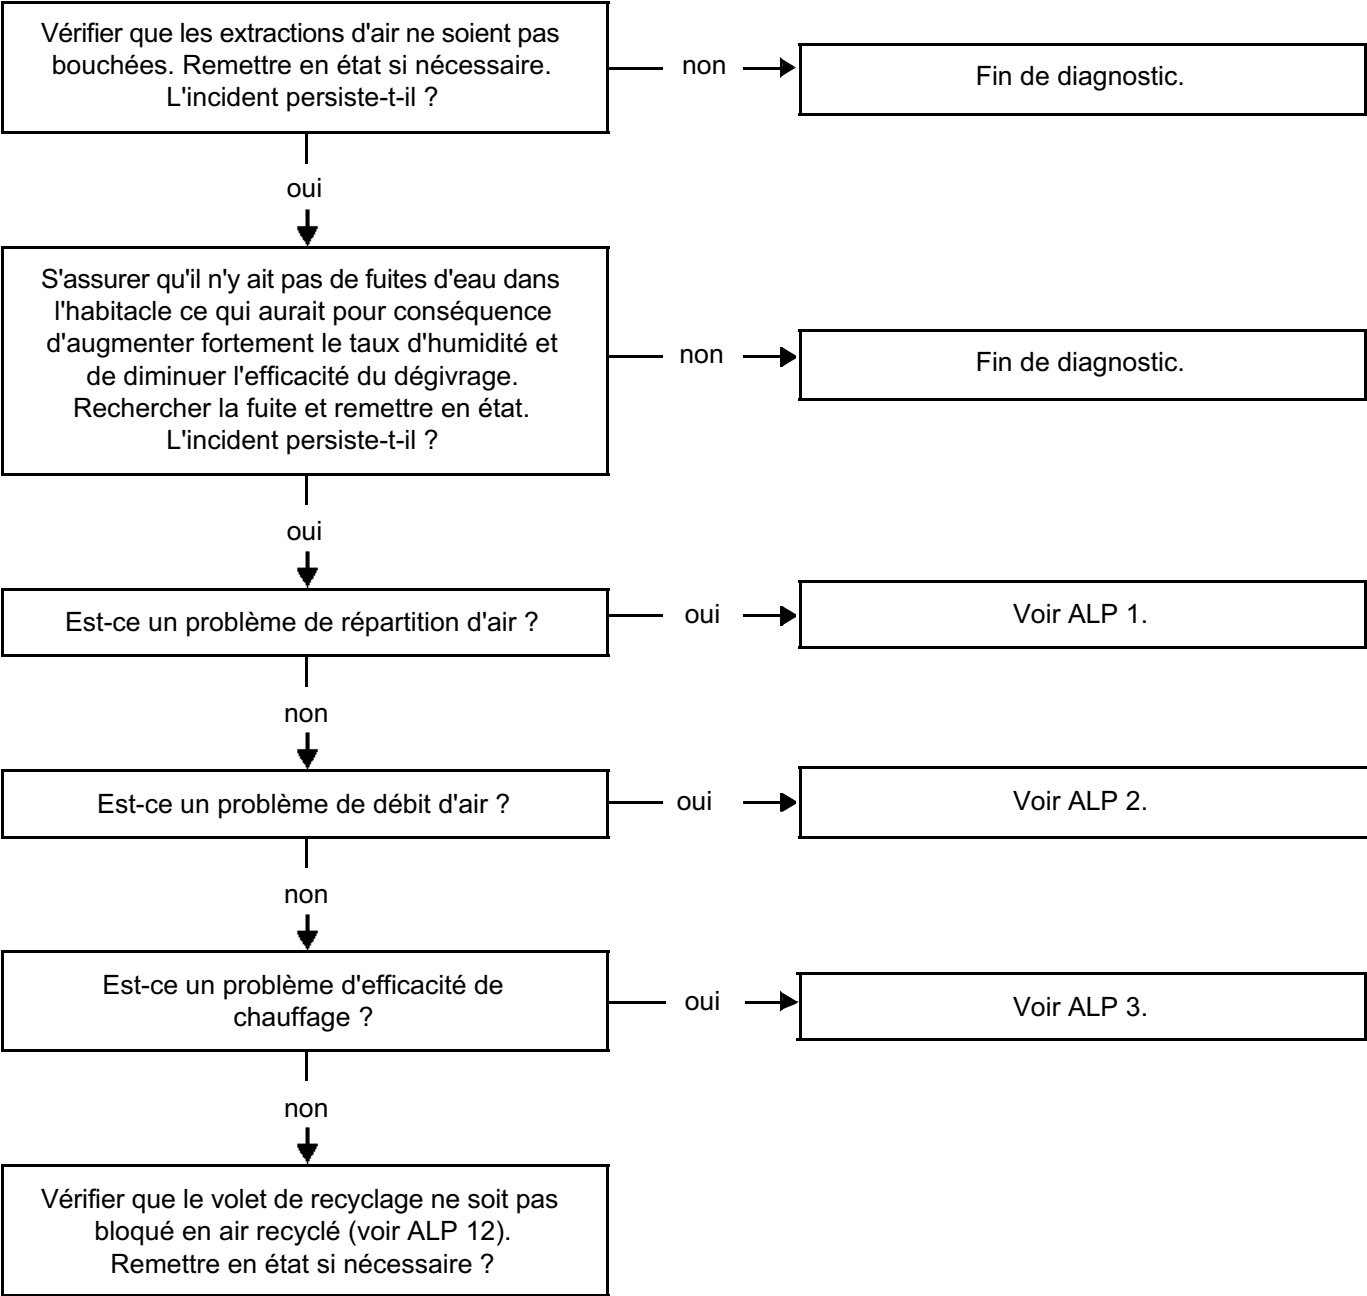 Vérifier que les extractions d'air ne soient pas
bouchées. Remettre en état si nécessaire.
L'incident persiste-t-il ?
non
Fin de diagnostic.
oui
S'assurer qu'il n'y ait pas de fuites d'eau dans
l'habitacle ce qui aurait pour conséquence
d'augmenter fortement le taux d'humidité et
de diminuer l'efficacité du dégivrage.
Rechercher la fuite et remettre en état.
L'incident persiste-t-il ?
non
Fin de diagnostic.
oui
Est-ce un problème de répartition d'air ?
oui
Voir ALP 1.
non
Est-ce un problème de débit d'air ?
oui
Voir ALP 2.
non
Est-ce un problème d'efficacité de
chauffage ?
oui
Voir ALP 3.
non
Vérifier que le volet de recyclage ne soit pas
bloqué en air recyclé (voir ALP 12).
Remettre en état si nécessaire ?